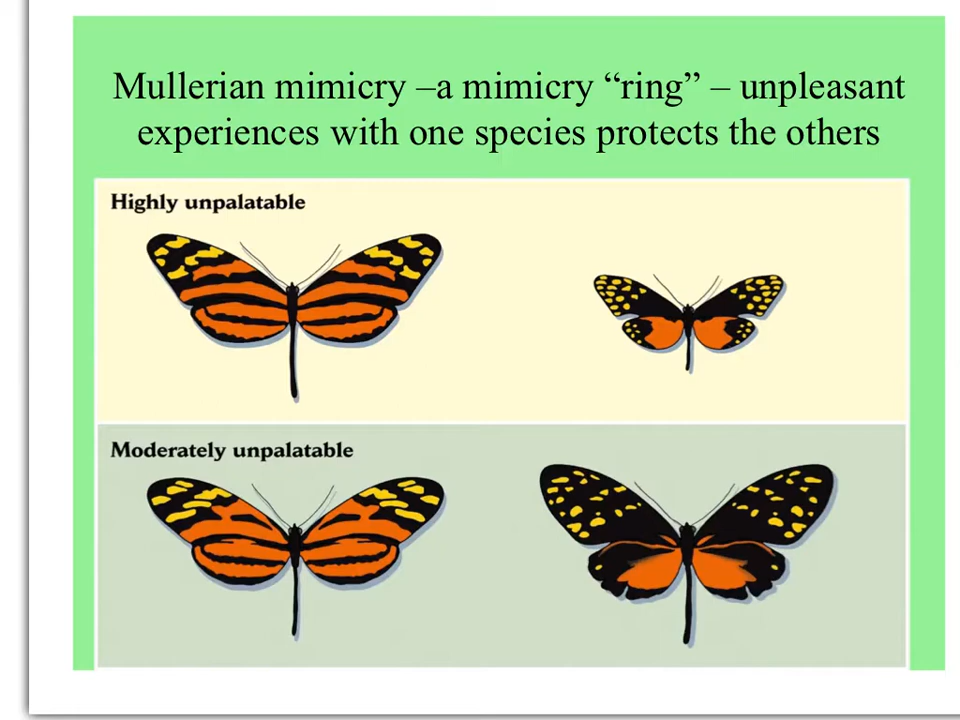 Mullerian mimicry –a mimicry “ring” – unpleasant
experiences with one species protects the others
Highly unpalatable
Moderately unpalatable